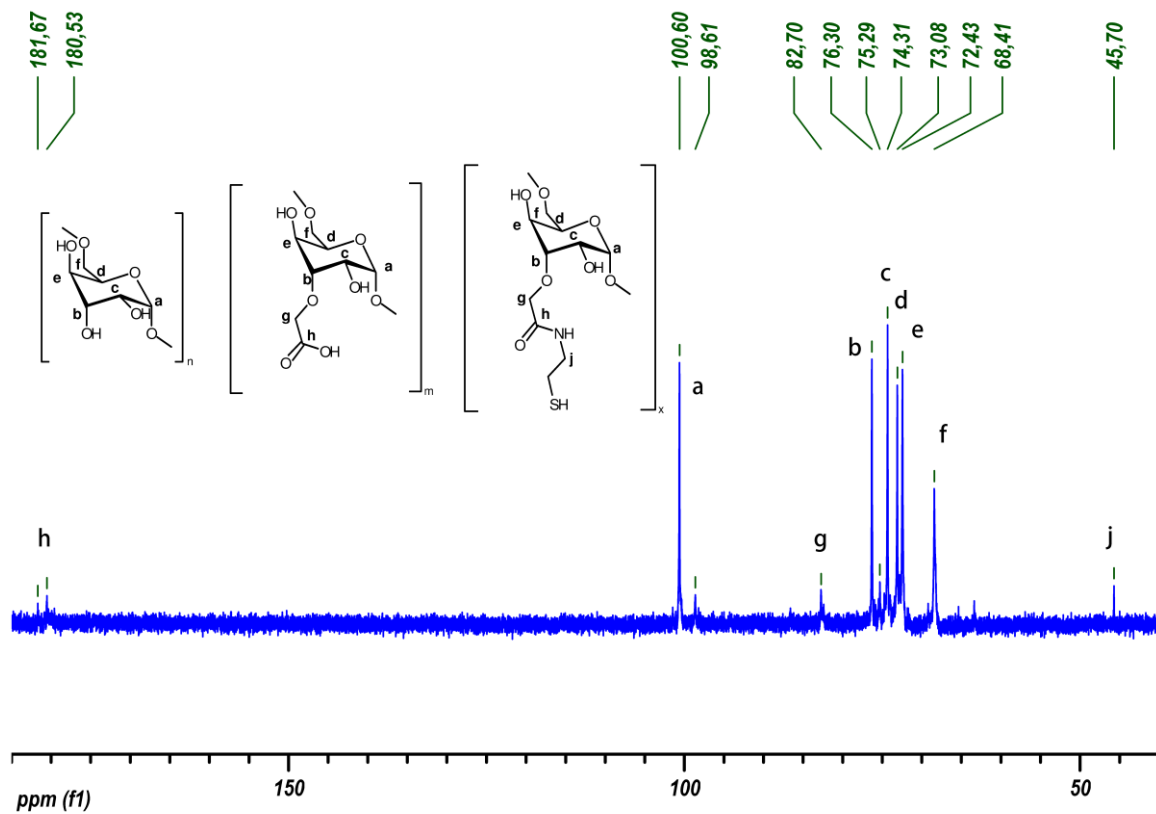 181,67
180,53
100,60
98,61
82,70
76,30
75,29
74,31
73,08
72,43
68,41
45,70
HO
O
f
d
O
e
c
a
b
OH
OH
O
n
HO
O
f
d
O
e
c
a
b
OH
O
O
g
h
O
OH
m
HO
O
f
d
O
e
c
a
b
OH
O
O
g
h
O
NH
j
SH
x
h
a
g
b
c
d
e
f
j
150
100
50
ppm (f1)